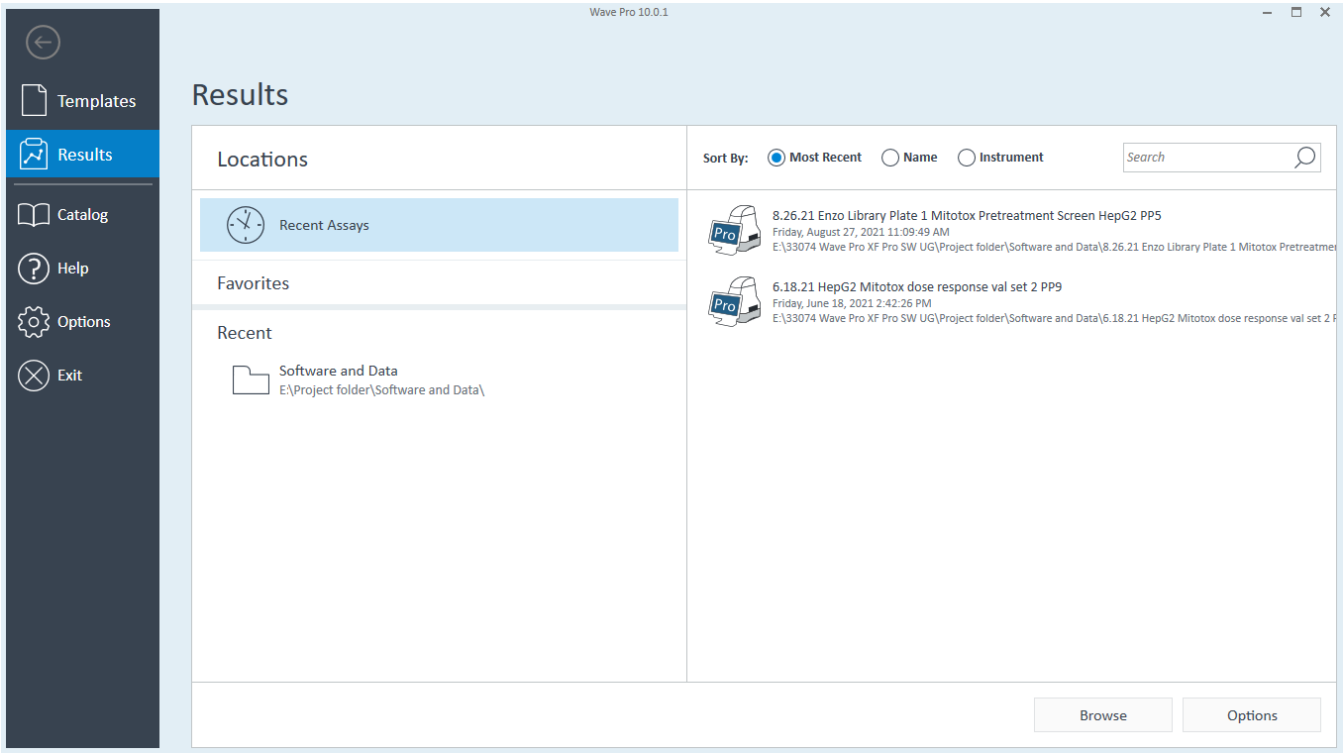 Wave Pro 10.0.1
Templates
Results
Catalog
Help
Options
Exit
Results
Locations
Recent Assays
Favorites
Recent
Software and Data
E:\Project folder\Software and Data\
Sort By: Most Recent Name Instrument Search
Pro
8.26.21 Enzo Library Plate 1 Mitotox Pretreatment Screen HepG2 PP5
Friday, August 27, 2021 11:09:49 AM
E:\33074 Wave Pro XF Pro SW UG\Project folder\Software and Data\8.26.21 Enzo Library Plate 1 Mitotox Pretreatme
Pro
6.18.21 HepG2 Mitotox dose response val set 2 PP9
Friday, June 18, 2021 2:42:26 PM
E:\33074 Wave Pro XF Pro SW UG\Project folder\Software and Data\6.18.21 HepG2 Mitotox dose response val set 2 P
Browse Options